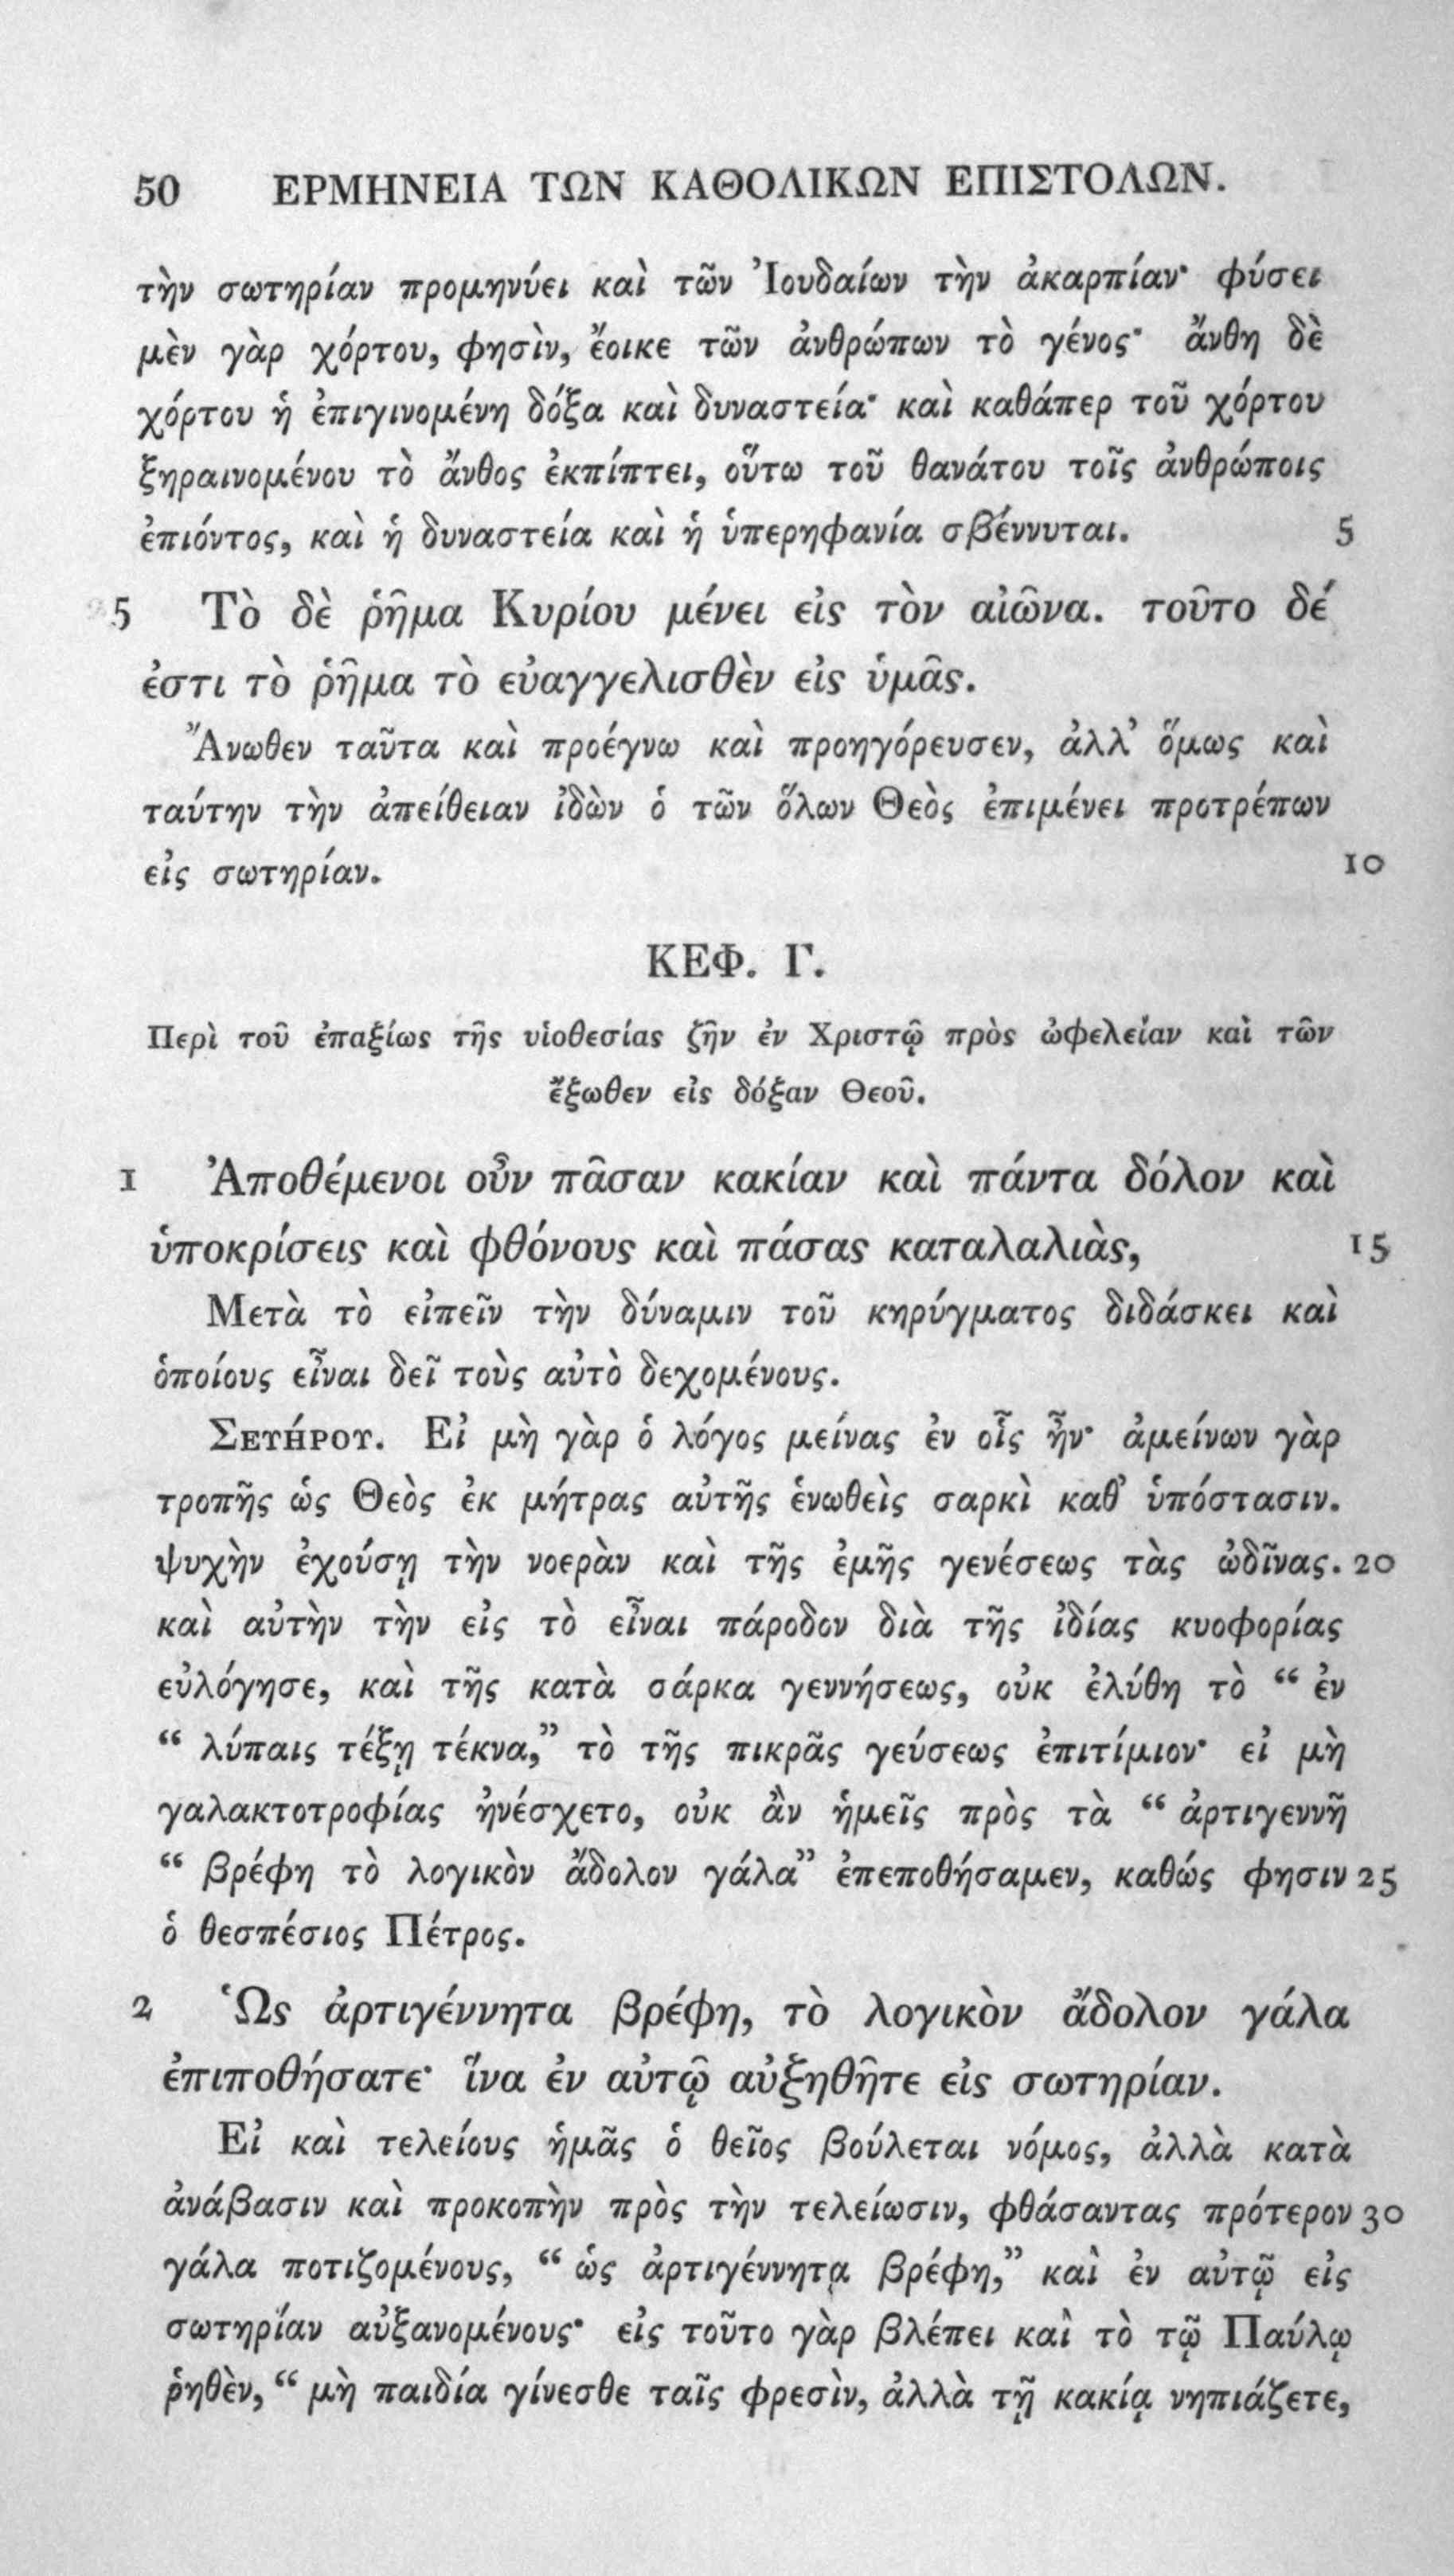 50 ΕΡΜΗΝΕΙΑ ΤΩΝ ΚΑΘΟΛΙΚΩΝ ΕΠΙΣΤΟΛΩΝ.
τὴν σωτηρίαν προμηνύει καὶ τῶν Ἰουδαίων τὴν ἀκαρπίαν· φύσει
μὲν γὰρ χόρτου, φησὶν, ἔοικε τῶν ἀνθρώπων τὸ γένος· ἄνθη δὲ
χόρτου ἡ ἐπιγινομένη δόξα καὶ δυναστεία· καὶ καθάπερ τοῦ χόρτου
ξηραινομένου τὸ ἄνθος ἐκπίπτει, οὕτω τοῦ θανάτου τοῖς ἀνθρώποις
ἐπιόντος, καὶ ἡ δυναστεία καὶ ἡ ὑπερηφανία σβέννυται. 5
5 Τὸ δὲ ῥῆμα Κυρίου μένει εἰς τὸν αἰῶνα. τοῦτο δέ
ἐστι τὸ ῥῆμα τὸ εὐαγγελισθὲν εἰς ὑμᾶς.
Ἄνωθεν ταῦτα καὶ προέγνω καὶ προηγόρευσεν, ἀλλ’ ὅμως καὶ
ταύτην τὴν ἀπείθειαν ἰδὼν ὁ τῶν ὅλων Θεὸς ἐπιμένει προτρέπων
εἰς σωτηρίαν. 10
ΚΕΦ. Γ.
Περὶ τοῦ ἐπαξίως τῆς υἱοθεσίας ζῆν ἐν Χριστῷ πρὸς ὠφελείαν καὶ τῶν
ἔξωθεν εἰς δόξαν Θεοῦ.
1 Ἀποθέμενοι οὖν πᾶσαν κακίαν καὶ πάντα δόλον καὶ
ὑποκρίσεις καὶ φθόνους καὶ πάσας καταλαλιὰς, 15
Μετὰ τὸ εἰπεῖν τὴν δύναμιν τοῦ κηρύγματος διδάσκει καὶ
ὁποίους εἶναι δεῖ τοὺς αὐτὸ δεχομένους.
ΣΕΥΉΡΟΥ. Εἰ μὴ γὰρ ὁ λόγος μείνας ἐν οἷς ἦν· ἀμείνων γὰρ
τροπῆς ὡς Θεὸς ἐκ μήτρας αὐτῆς ἑνωθεὶς σαρκὶ καθ’ ὑπόστασιν.
ψυχὴν ἐχούσῃ τὴν νοερὰν καὶ τῆς ἐμῆς γενέσεως τὰς ὠδῖνας. 20
καὶ αὐτὴν τὴν εἰς τὸ εἶναι πάροδον διὰ τῆς ἰδίας κυοφορίας
εὐλόγησε, καὶ τῆς κατὰ σάρκα γεννήσεως, οὐκ ἐλύθη τὸ “ ἐν
“ λύπαις τέξῃ τέκνα,” τὸ τῆς πικρᾶς γεύσεως ἐπιτίμιον· εἰ μὴ
γαλακτοτροφίας ἠνέσχετο, οὐκ ἂν ἡμεῖς πρὸς τὰ “ ἀρτιγεννῆ
“ βρέφη τὸ λογικὸν ἄδολον γάλα” ἐπεποθήσαμεν, καθώς φησιν 25
ὁ θεσπέσιος Πέτρος.
2 Ὡς ἀρτιγέννητα βρέφη, τὸ λογικὸν ἄδολον γάλα
ἐπιποθήσατε· ἵνα ἐν αὐτῷ αὐξηθῆτε εἰς σωτηρίαν.
Εἰ καὶ τελείους ἡμᾶς ὁ θεῖος βούλεται νόμος, ἀλλὰ κατὰ
ἀνάβασιν καὶ προκοπὴν πρὸς τὴν τελείωσιν, φθάσαντας πρότερον 30
γάλα ποτιζομένους, “ ὡς ἀρτιγέννητα βρέφη,” καὶ ἐν αὐτῷ εἰς
σωτηρίαν αὐξανομένους· εἰς τοῦτο γὰρ βλέπει καὶ τὸ τῷ Παύλῳ
ῥηθὲν, “ μὴ παιδία γίνεσθε ταῖς φρεσὶν, ἀλλὰ τῇ κακίᾳ νηπιάζετε,